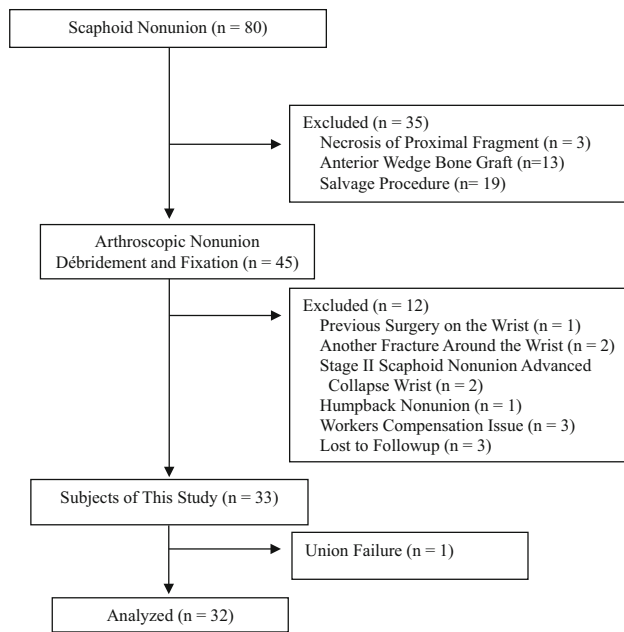 Scaphoid Nonunion (n = 80)
Excluded (n = 35)
Necrosis of Proximal Fragment (n = 3)
Anterior Wedge Bone Graft (n=13)
Salvage Procedure (n= 19)
Arthroscopic Nonunion
Débridement and Fixation (n = 45)
Excluded (n = 12)
Previous Surgery on the Wrist (n = 1)
Another Fracture Around the Wrist (n = 2)
Stage II Scaphoid Nonunion Advanced
Collapse Wrist (n = 2)
Humpback Nonunion (n = 1)
Workers Compensation Issue (n = 3)
Lost to Followup (n = 3)
Subjects of This Study (n = 33)
Union Failure (n = 1)
Analyzed (n = 32)